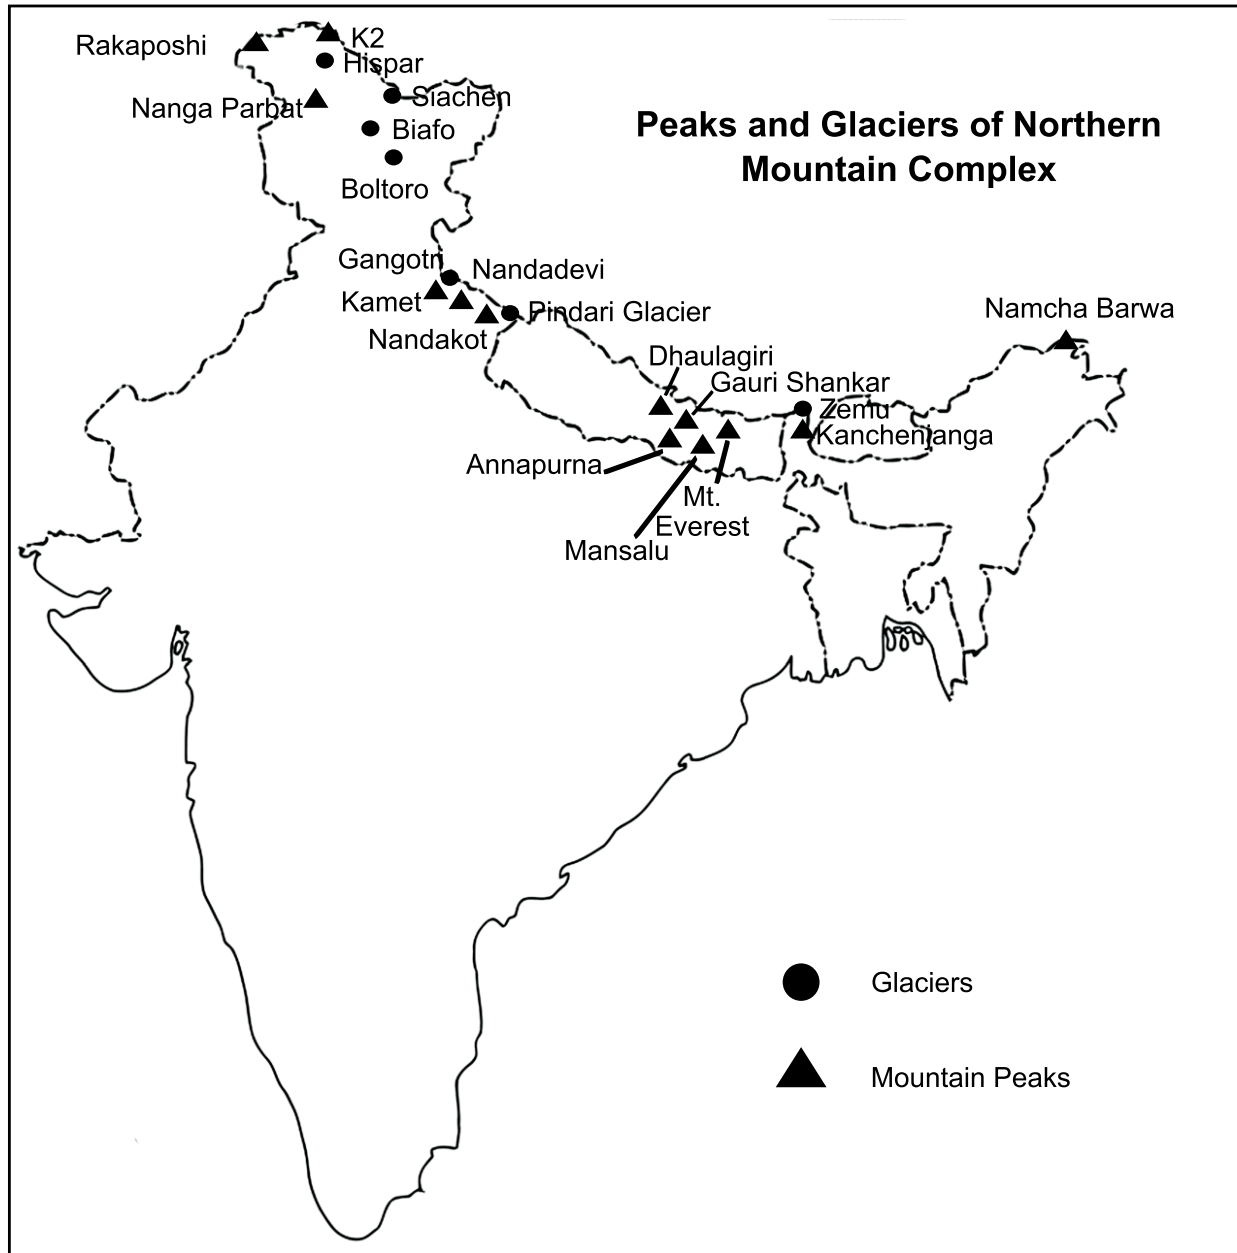 Rakaposhi
K2
Hispar
Nanga Parbat
Siachen
Biafo
Boltoro
Peaks and Glaciers of Northern
Mountain Complex
Gangotri
Nandadevi
Kamet
Pindari Glacier
Nandakot
Namcha Barwa
Dhaulagiri
Gauri Shankar
Zemu
Kanchenjanga
Annapurna
Mt.
Everest
Mansalu
Glaciers
Mountain Peaks